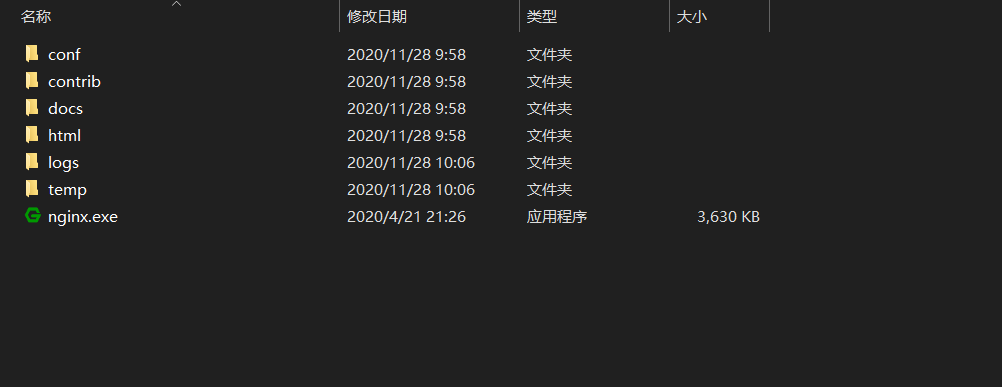 名称 修改日期 类型 大小
conf 2020/11/28 9:58 文件夹
contrib 2020/11/28 9:58 文件夹
docs 2020/11/28 9:58 文件夹
html 2020/11/28 9:58 文件夹
logs 2020/11/28 10:06 文件夹
temp 2020/11/28 10:06 文件夹
nginx.exe 2020/4/21 21:26 应用程序 3,630 KB